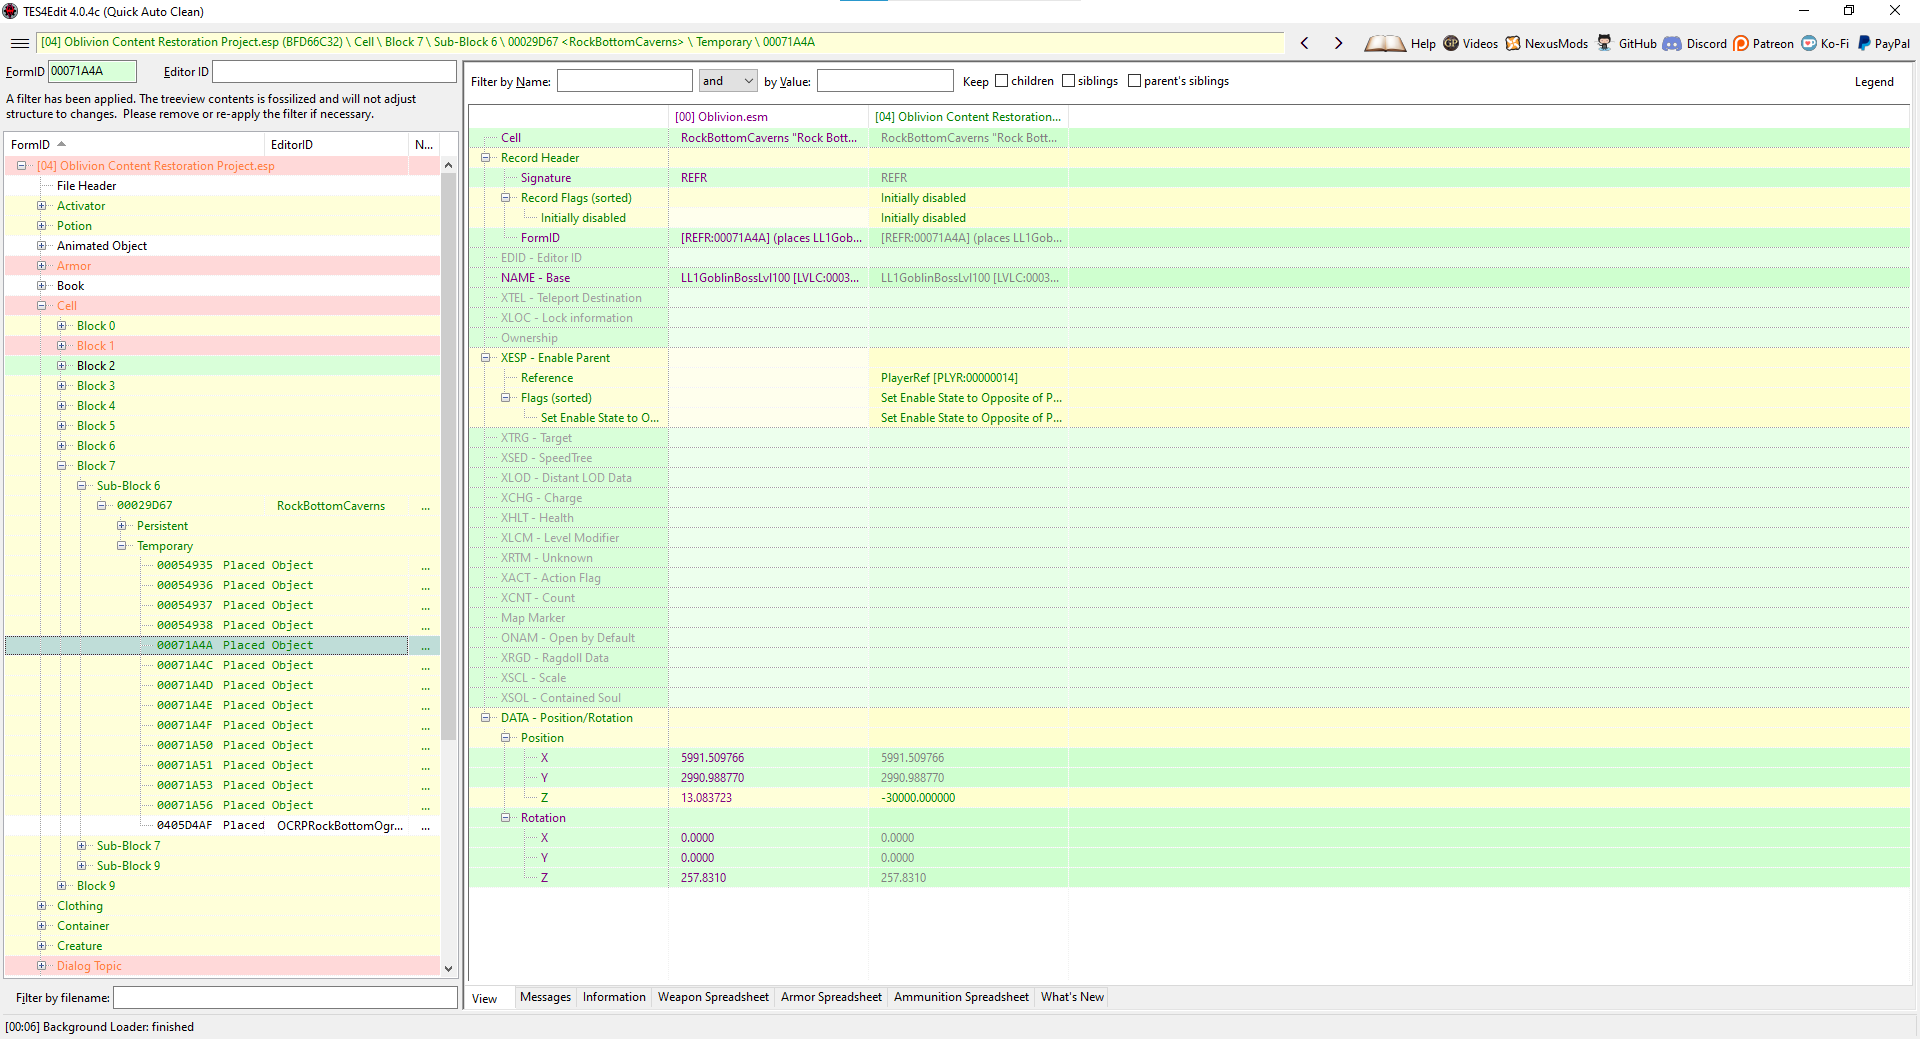 TES4Edit 4.0.4c (Quick Auto Clean)
[04] Oblivion Content Restoration Project.esp (BFD66C32) \ Cell \ Block 7 \ Sub-Block 6 \ 00029D67 <RockBottomCaverns> \ Temporary \ 00071A4A
Help Videos NexusMods GitHub Discord Patreon Ko-Fi PayPal
FormID 00071A4A Editor ID
A filter has been applied. The treeview contents is fossilized and will not adjust
structure to changes. Please remove or re-apply the filter if necessary.
FormID EditorID N...
[04] Oblivion Content Restoration Project.esp
File Header
Activator
Potion
Animated Object
Armor
Book
Cell
Block 0
Block 1
Block 2
Block 3
Block 4
Block 5
Block 6
Block 7
Sub-Block 6
00029D67 RockBottomCaverns ...
Persistent
Temporary
00054935 Placed Object ...
00054936 Placed Object ...
00054937 Placed Object ...
00054938 Placed Object ...
00071A4A Placed Object ...
00071A4C Placed Object ...
00071A4D Placed Object ...
00071A4E Placed Object ...
00071A4F Placed Object ...
00071A50 Placed Object ...
00071A51 Placed Object ...
00071A53 Placed Object ...
00071A56 Placed Object ...
0405D4AF Placed OCRPRockBottomOgr... ...
Sub-Block 7
Sub-Block 9
Block 9
Clothing
Container
Creature
Dialog Topic
Filter by filename:
Filter by Name: and by Value: Keep children siblings parent's siblings Legend
[00] Oblivion.esm [04] Oblivion Content Restoration...
Cell RockBottomCaverns "Rock Bott... RockBottomCaverns "Rock Bott...
Record Header
Signature REFR REFR
Record Flags (sorted) Initially disabled
Initially disabled Initially disabled
FormID [REFR:00071A4A] (places LL1Gob... [REFR:00071A4A] (places LL1Gob...
EDID - Editor ID
NAME - Base LL1GoblinBossLvl100 [LVLC:0003... LL1GoblinBossLvl100 [LVLC:0003...
XTEL - Teleport Destination
XLOC - Lock information
Ownership
XESP - Enable Parent
Reference PlayerRef [PLYR:00000014]
Flags (sorted) Set Enable State to Opposite of P...
Set Enable State to O... Set Enable State to Opposite of P...
XTRG - Target
XSED - SpeedTree
XLOD - Distant LOD Data
XCHG - Charge
XHLT - Health
XLCM - Level Modifier
XRTM - Unknown
XACT - Action Flag
XCNT - Count
Map Marker
ONAM - Open by Default
XRGD - Ragdoll Data
XSCL - Scale
XSOL - Contained Soul
DATA - Position/Rotation
Position
X 5991.509766 5991.509766
Y 2990.988770 2990.988770
Z 13.083723 -30000.000000
Rotation
X 0.0000 0.0000
Y 0.0000 0.0000
Z 257.8310 257.8310
View Messages Information Weapon Spreadsheet Armor Spreadsheet Ammunition Spreadsheet What's New
[00:06] Background Loader: finished